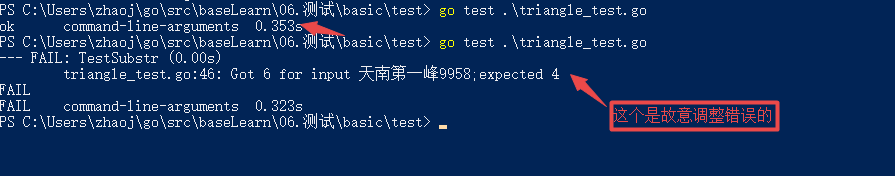 PS C:\Users\zhaoj\go\src\baseLearn\06.测试\basic\test> go test .\triangle_test.go
ok      command-line-arguments  0.353s
PS C:\Users\zhaoj\go\src\baseLearn\06.测试\basic\test> go test .\triangle_test.go
--- FAIL: TestSubstr (0.00s)
        triangle_test.go:46: Got 6 for input 天南第一峰9958;expected 4
FAIL
FAIL    command-line-arguments  0.323s
这个是故意调整错误的
PS C:\Users\zhaoj\go\src\baseLearn\06.测试\basic\test>